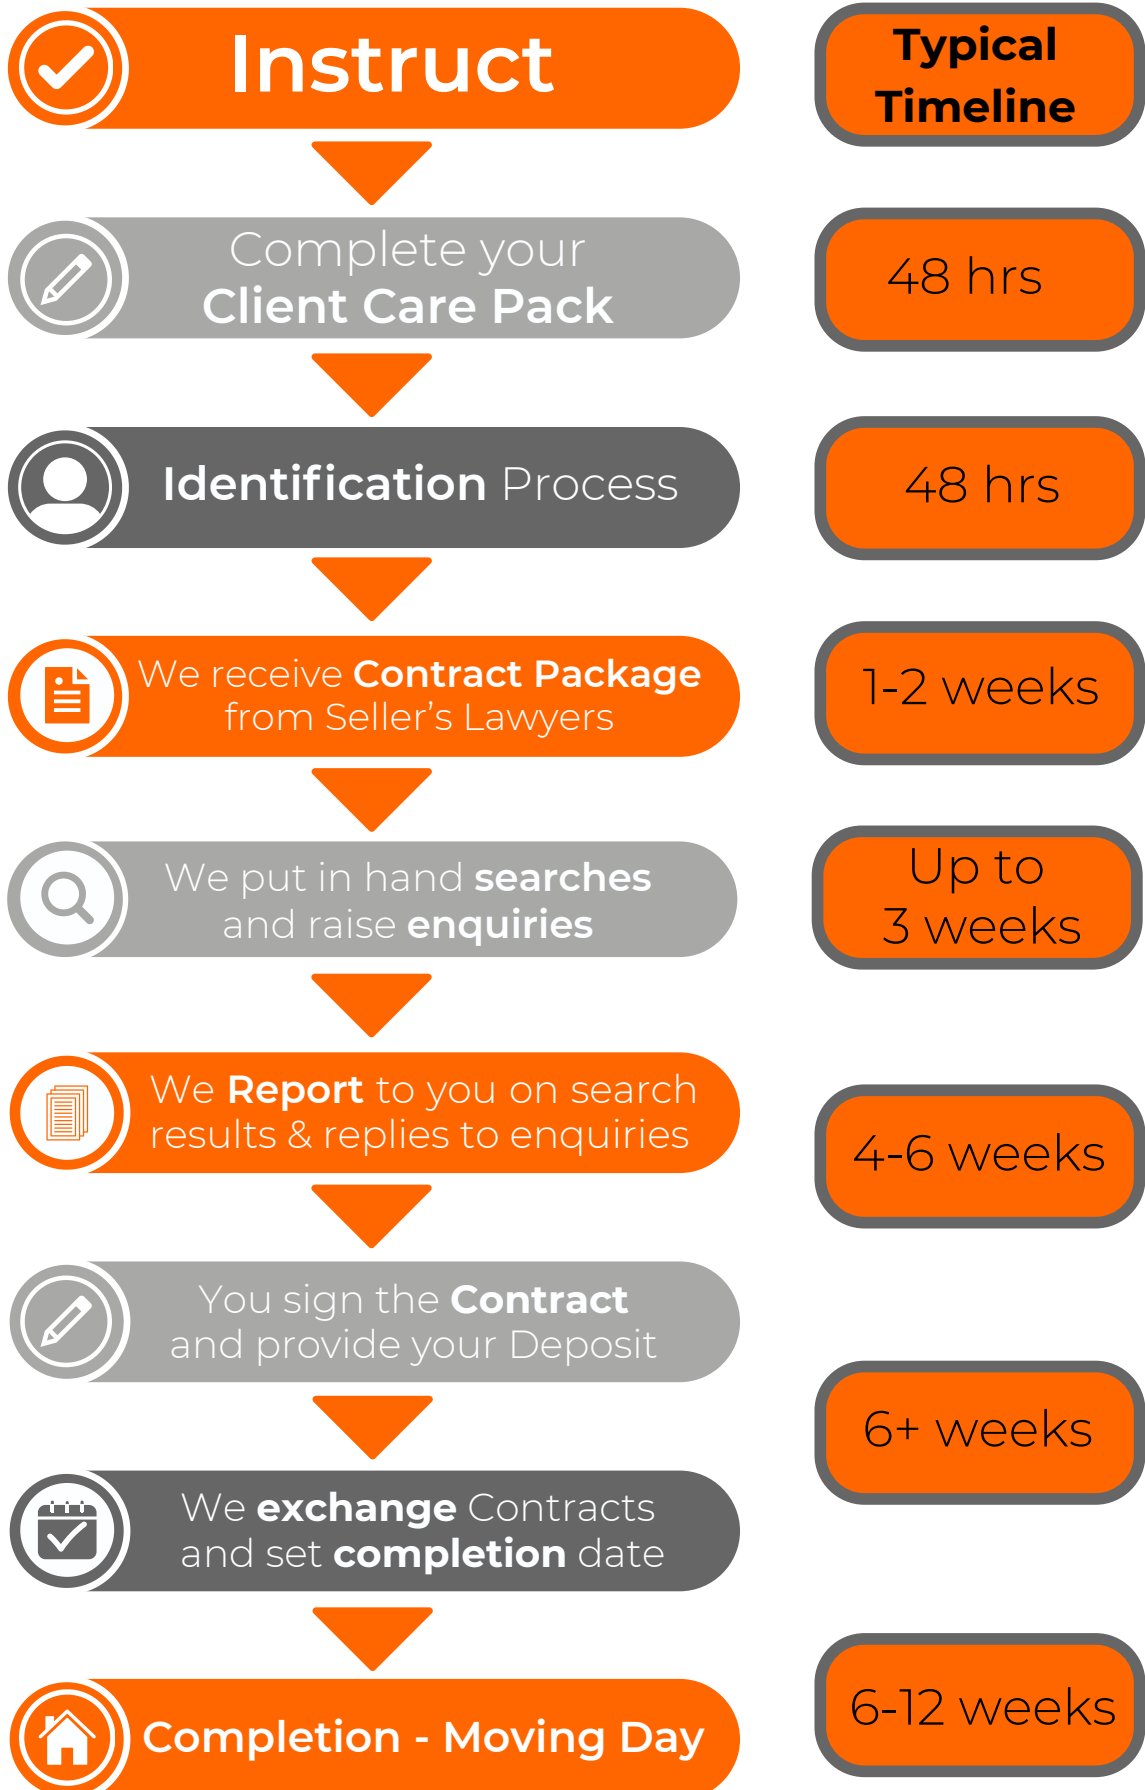 Instruct
Typical
Timeline
Complete your
Client Care Pack
48 hrs
Identification Process
48 hrs
We receive Contract Package
from Seller's Lawyers
1-2 weeks
We put in hand searches
and raise enquiries
Up to
3 weeks
We Report to you on search
results & replies to enquiries
4-6 weeks
You sign the Contract
and provide your Deposit
6+ weeks
We exchange Contracts
and set completion date
Completion - Moving Day
6-12 weeks